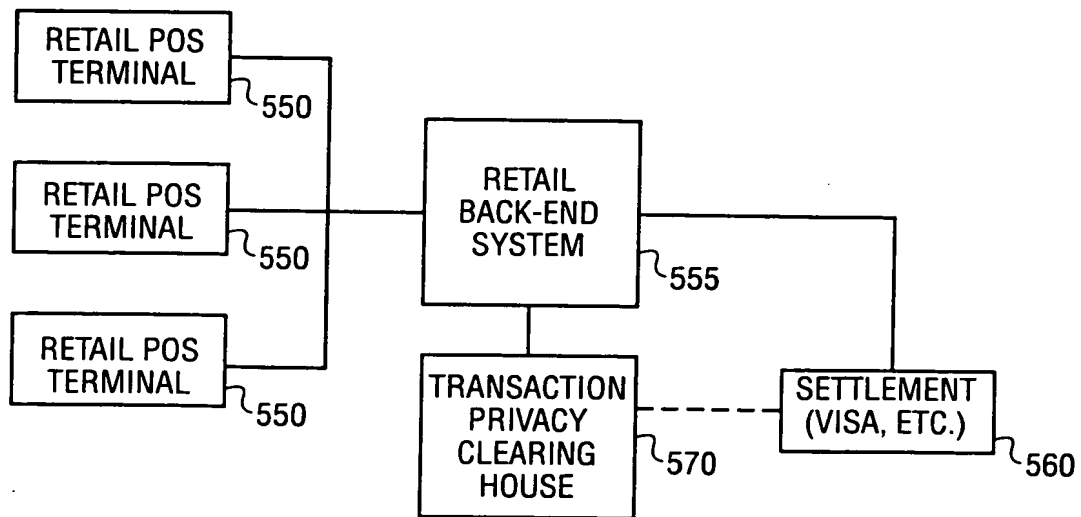 RETAIL POS
TERMINAL
550
RETAIL POS
TERMINAL
550
RETAIL POS
TERMINAL
550
RETAIL
BACK-END
SYSTEM
555
TRANSACTION
PRIVACY
CLEARING
HOUSE
570
SETTLEMENT
(VISA, ETC.)
560